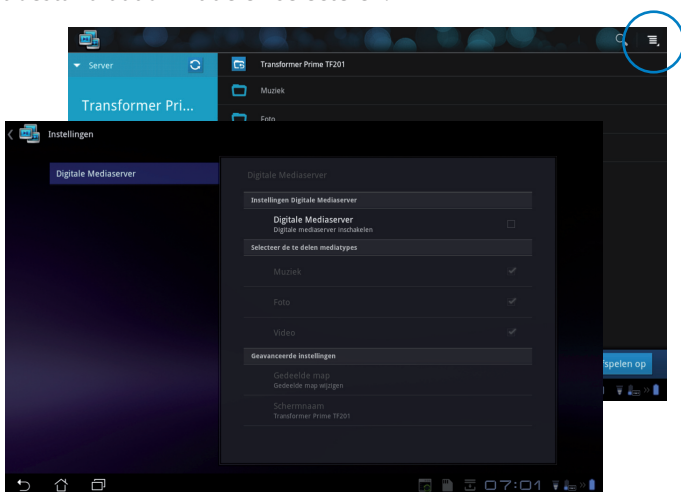 Server
Transformer Prime TF201
Muziek
Transformer Pri...
Foto
Instellingen
Digitale Mediaserver
Digitale Mediaserver
Instellingen Digitale Mediaserver
Digitale Mediaserver
Digitale mediaserver inschakelen
Selecteer de te delen mediatypes
Muziek
Foto
Video
Geavanceerde instellingen
Gedeelde map
Gedeelde map wijzigen
Schermnaam
Transformer Prime TF201
fspelen op
07:01